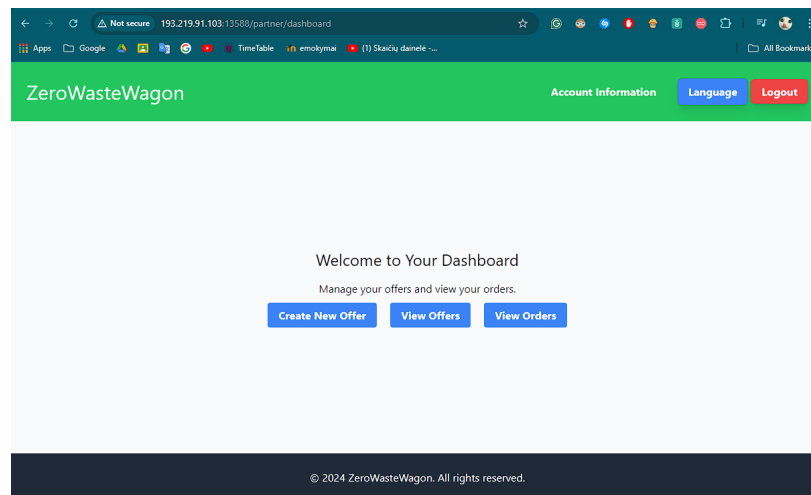 Not secure 193.219.91.103:13588/partner/dashboard
Apps Google TimeTable emokymai (1) Skaičių dainelė -... All Bookmark
ZeroWasteWagon Account Information Language Logout
Welcome to Your Dashboard
Manage your offers and view your orders.
Create New Offer View Offers View Orders
© 2024 ZeroWasteWagon. All rights reserved.